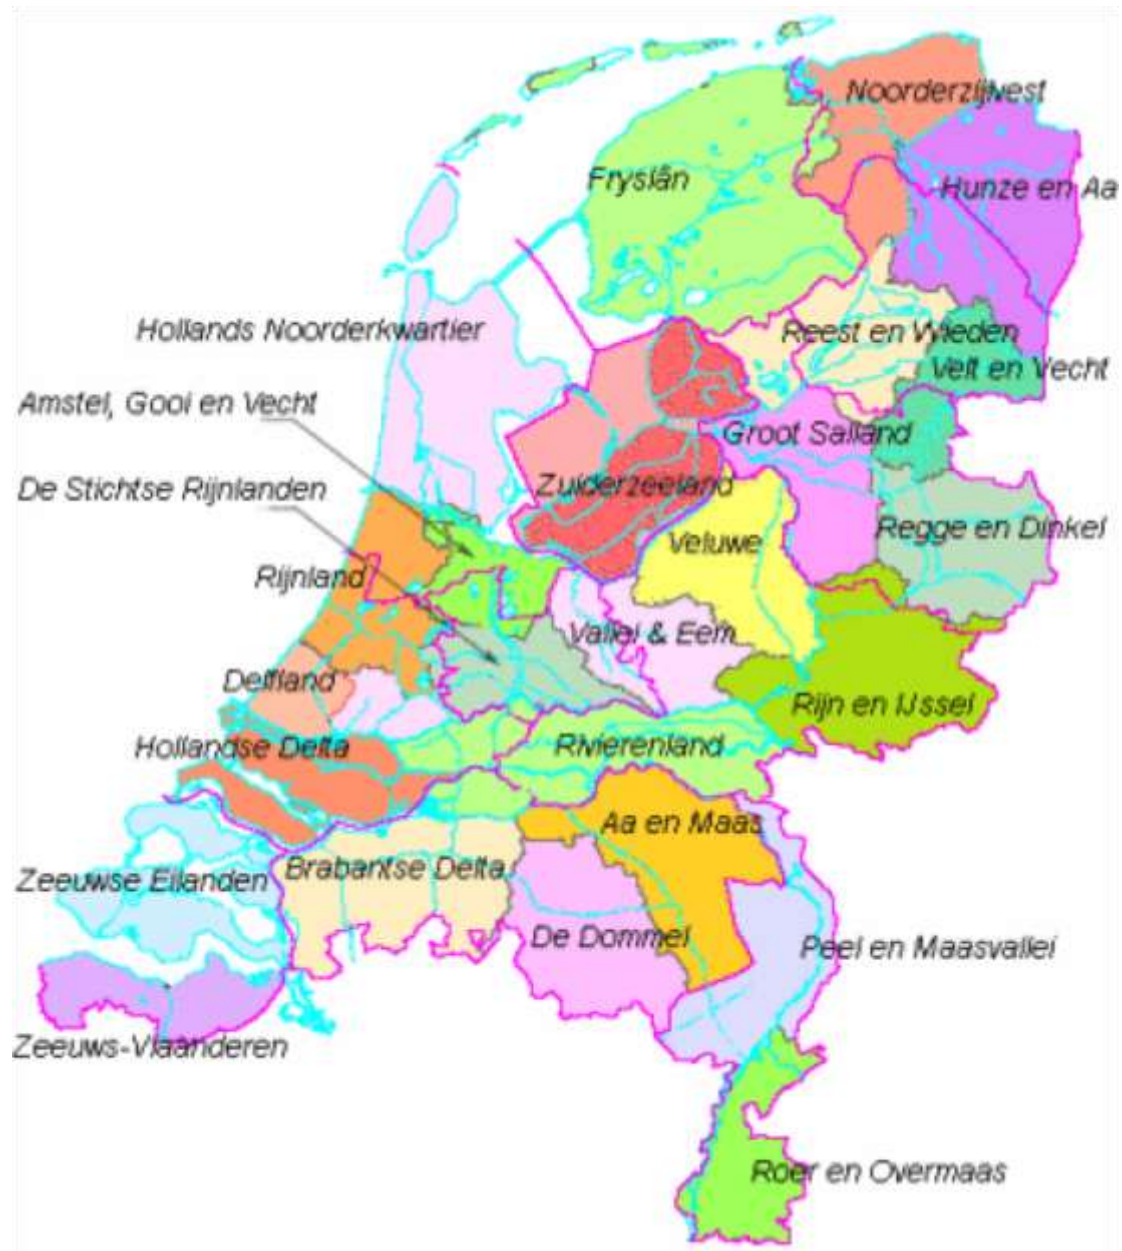 Noorderzijlvest
Fryslân
Hunze en Aa
Hollands Noorderkwartier
Reest en Wieden
Velt en Vecht
Amstel, Gooi en Vecht
Groot Salland
De Stichtse Rijnlanden
Zuiderzeeland
Regge en Dinkel
Veluwe
Rijnland
Vallei & Eem
Delfland
Rijn en IJssel
Hollandse Delta
Rivierenland
Aa en Maas
Brabantse Delta
Zeeuwse Eilanden
De Dommel
Peel en Maasvallei
Zeeuws-Vlaanderen
Roer en Overmaas